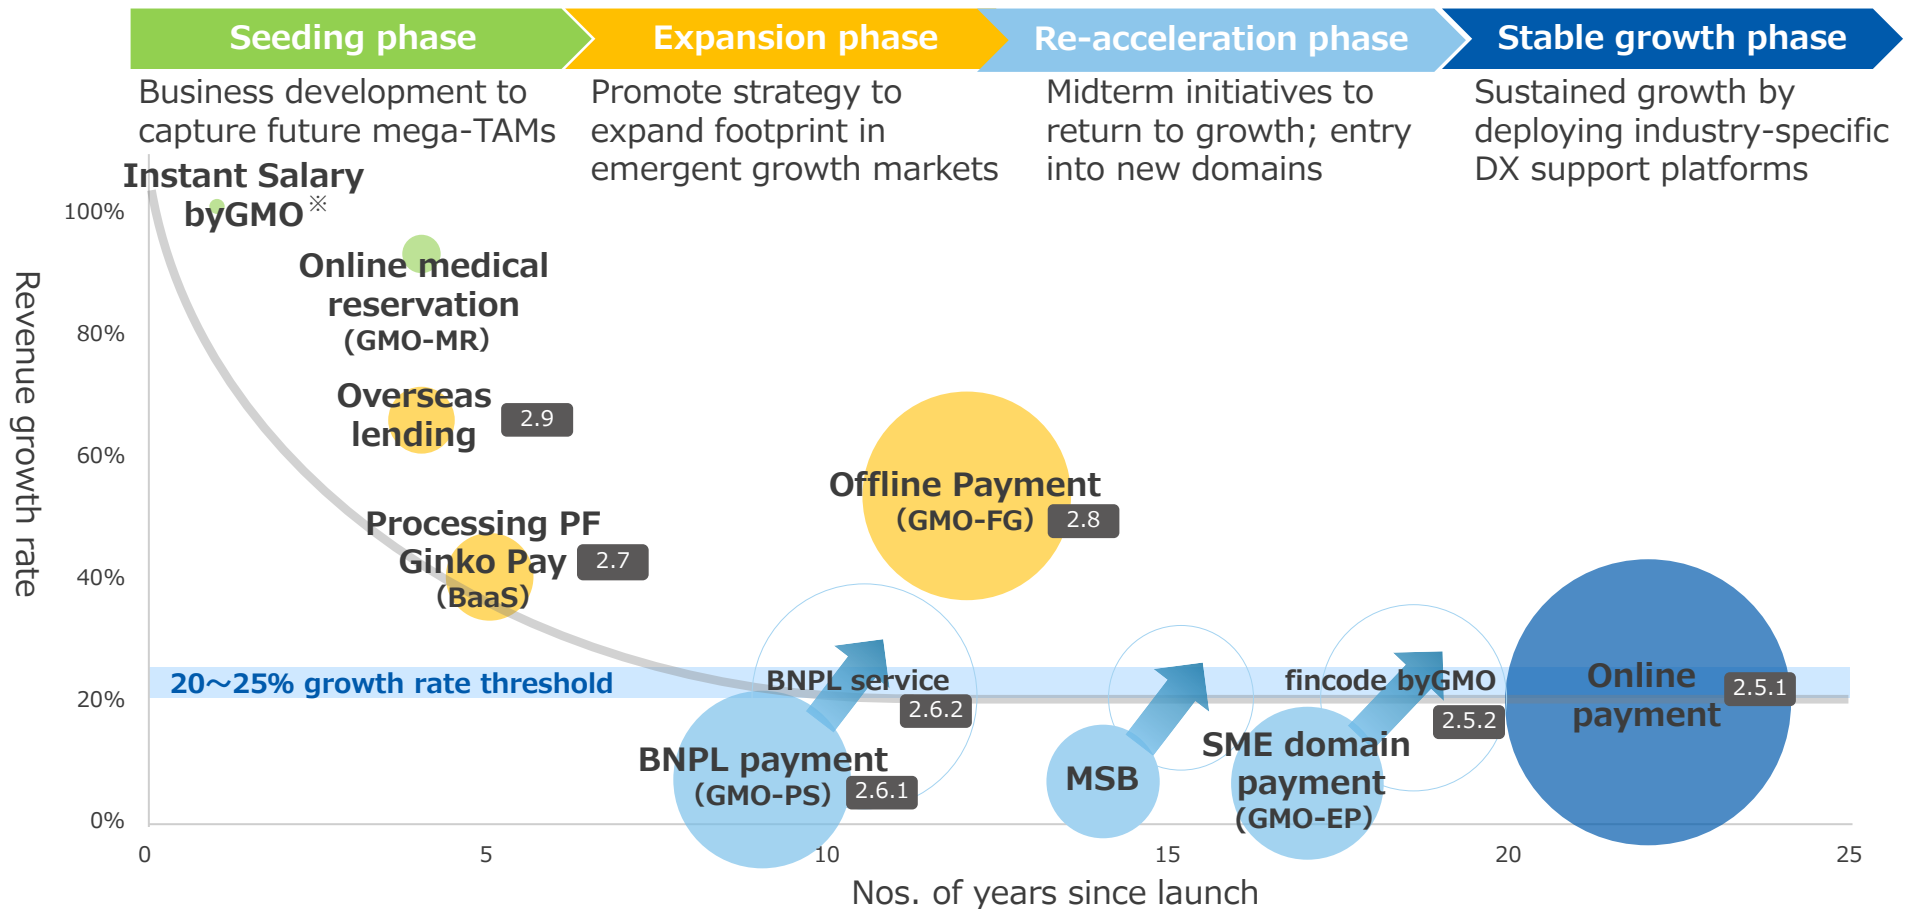 Seeding phase
Expansion phase
Re-acceleration phase
Stable growth phase
Business development to
capture future mega-TAMs
Promote strategy to
expand footprint in
emergent growth markets
Midterm initiatives to
return to growth; entry
into new domains
Sustained growth by
deploying industry-specific
DX support platforms
Revenue growth rate
100%
80%
60%
40%
20%
0%
Instant Salary
byGMO※
Online medical
reservation
(GMO-MR)
Overseas
lending
2.9
Processing PF
Ginko Pay
(BaaS)
2.7
Offline Payment
(GMO-FG)
2.8
20～25% growth rate threshold
BNPL service
2.6.2
BNPL payment
(GMO-PS)
2.6.1
MSB
fincode byGMO
2.5.2
SME domain
payment
(GMO-EP)
Online
payment
2.5.1
0
5
10
15
20
25
Nos. of years since launch